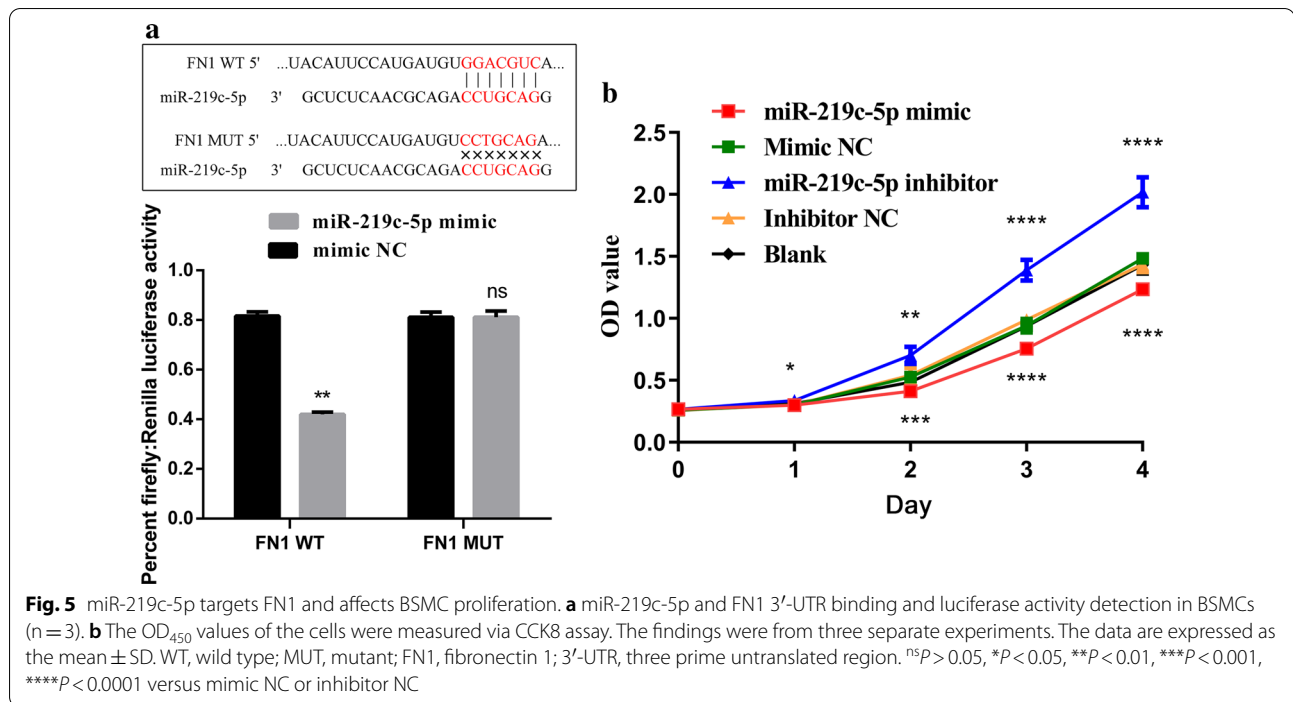 a
FN1 WT 5' ...UACAUUCCAUGAUGUGGACGUCA...
miR-219c-5p 3' GCUCUCAACGCAGACCUGCAGG
FN1 MUT 5' ...UACAUUCCAUGAUGUCCTGCAGA...
×××××××
miR-219c-5p 3' GCUCUCAACGCAGACCUGCAGG
miR-219c-5p mimic
mimic NC
Percent firefly:Renilla luciferase activity
1.0
0.8
0.6
0.4
0.2
0.0
**
ns
FN1 WT
FN1 MUT
b
miR-219c-5p mimic
Mimic NC
miR-219c-5p inhibitor
Inhibitor NC
Blank
OD value
2.5
2.0
1.5
1.0
0.5
0.0
*
**
***
****
****
****
****
0 1 2 3 4
Day
Fig. 5 miR-219c-5p targets FN1 and affects BSMC proliferation. a miR-219c-5p and FN1 3′-UTR binding and luciferase activity detection in BSMCs
(n = 3). b The OD450 values of the cells were measured via CCK8 assay. The findings were from three separate experiments. The data are expressed as
the mean ± SD. WT, wild type; MUT, mutant; FN1, fibronectin 1; 3′-UTR, three prime untranslated region. nsP > 0.05, *P < 0.05, **P < 0.01, ***P < 0.001,
****P < 0.0001 versus mimic NC or inhibitor NC